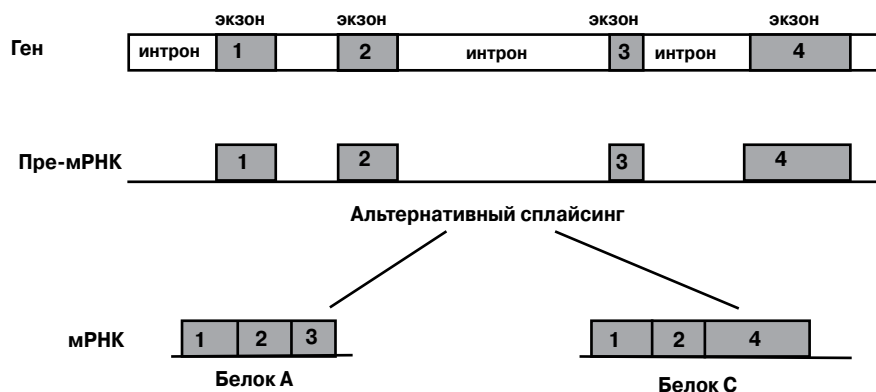 экзон экзон экзон экзон
Ген интрон 1 2 интрон 3 интрон 4
Пре-мРНК 1 2 3 4
Альтернативный сплайсинг
мРНК 1 2 3 1 2 4
Белок А Белок С